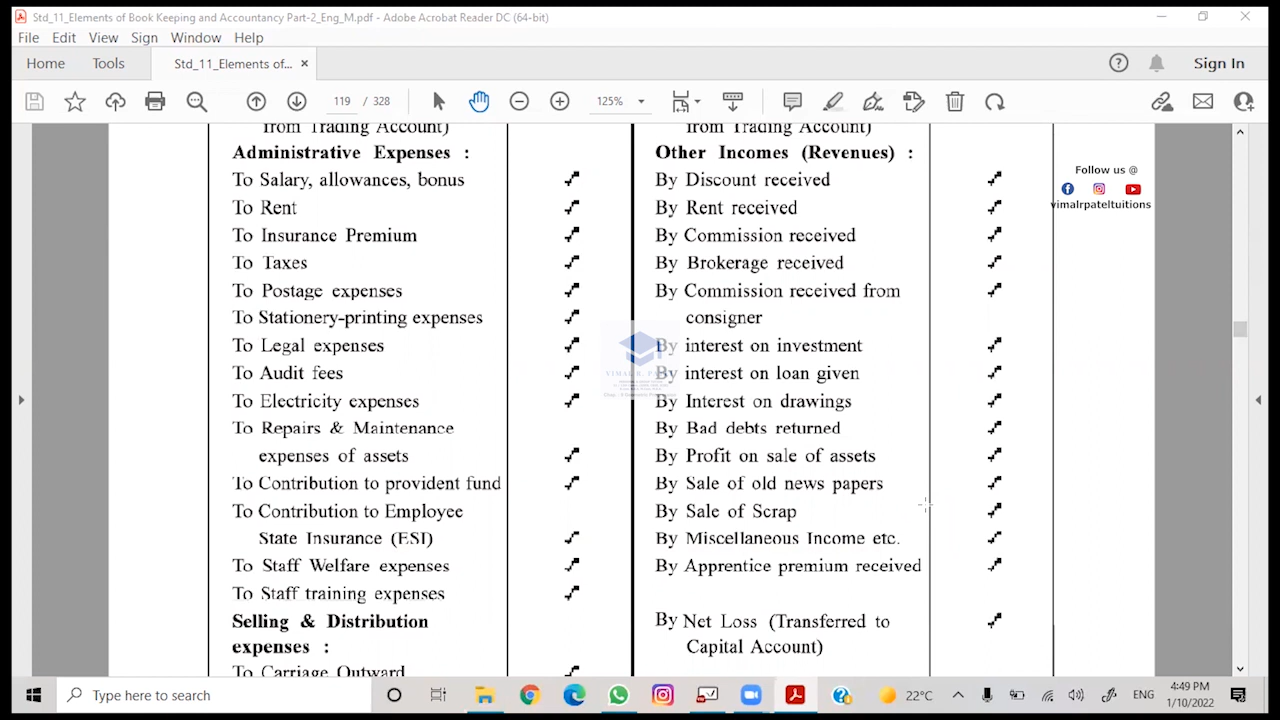 Std_11_Elements of Book Keeping and Accountancy Part-2_Eng_M.pdf - Adobe Acrobat Reader DC (64-bit)
File Edit View Sign Window Help
Home Tools Std_11_Elements of... × Sign In
119 / 328 125%
from Trading Account)
Administrative Expenses :
To Salary, allowances, bonus
To Rent
To Insurance Premium
To Taxes
To Postage expenses
To Stationery-printing expenses
To Legal expenses
To Audit fees
To Electricity expenses
To Repairs & Maintenance
expenses of assets
To Contribution to provident fund
To Contribution to Employee
State Insurance (ESI)
To Staff Welfare expenses
To Staff training expenses
Selling & Distribution
expenses :
To Carriage Outward
from Trading Account)
Other Incomes (Revenues) :
By Discount received
By Rent received
By Commission received
By Brokerage received
By Commission received from
consigner
By interest on investment
By interest on loan given
By Interest on drawings
By Bad debts returned
By Profit on sale of assets
By Sale of old news papers
By Sale of Scrap
By Miscellaneous Income etc.
By Apprentice premium received
By Net Loss (Transferred to
Capital Account)
Follow us @
vimalrpateltuitions
Type here to search
22°C
ENG
4:49 PM
1/10/2022